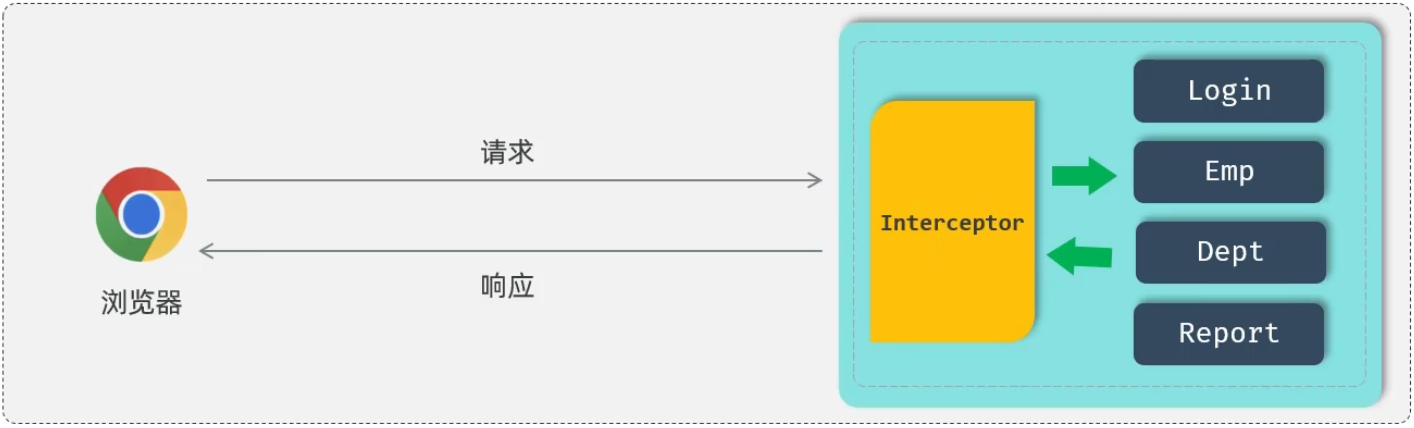 请求
响应
浏览器
Interceptor
Login
Emp
Dept
Report